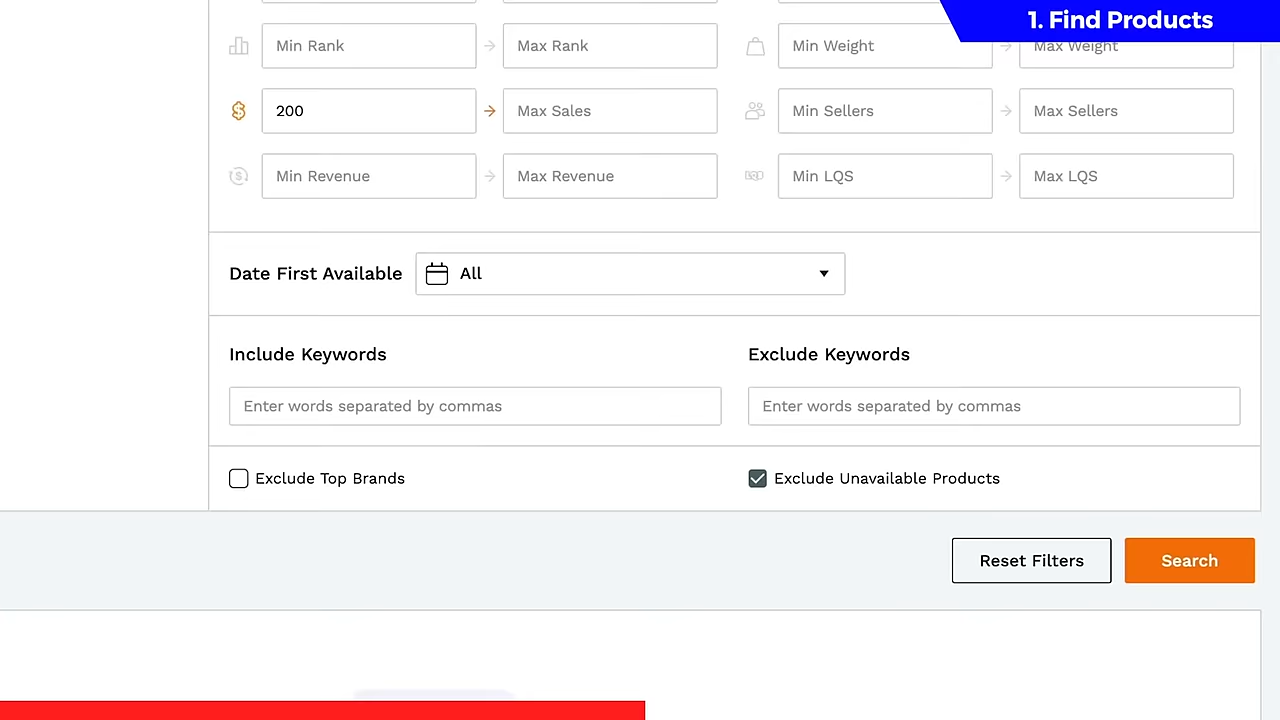 1. Find Products
Min Rank
Max Rank
Min Weight
Max Weight
200
Max Sales
Min Sellers
Max Sellers
Min Revenue
Max Revenue
Min LQS
Max LQS
Date First Available
All
Include Keywords
Exclude Keywords
Enter words separated by commas
Enter words separated by commas
Exclude Top Brands
Exclude Unavailable Products
Reset Filters
Search